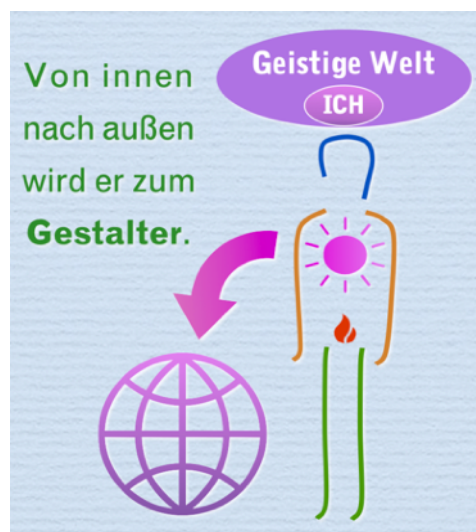 Von innen
nach außen
wird er zum
Gestalter.
Geistige Welt
ICH